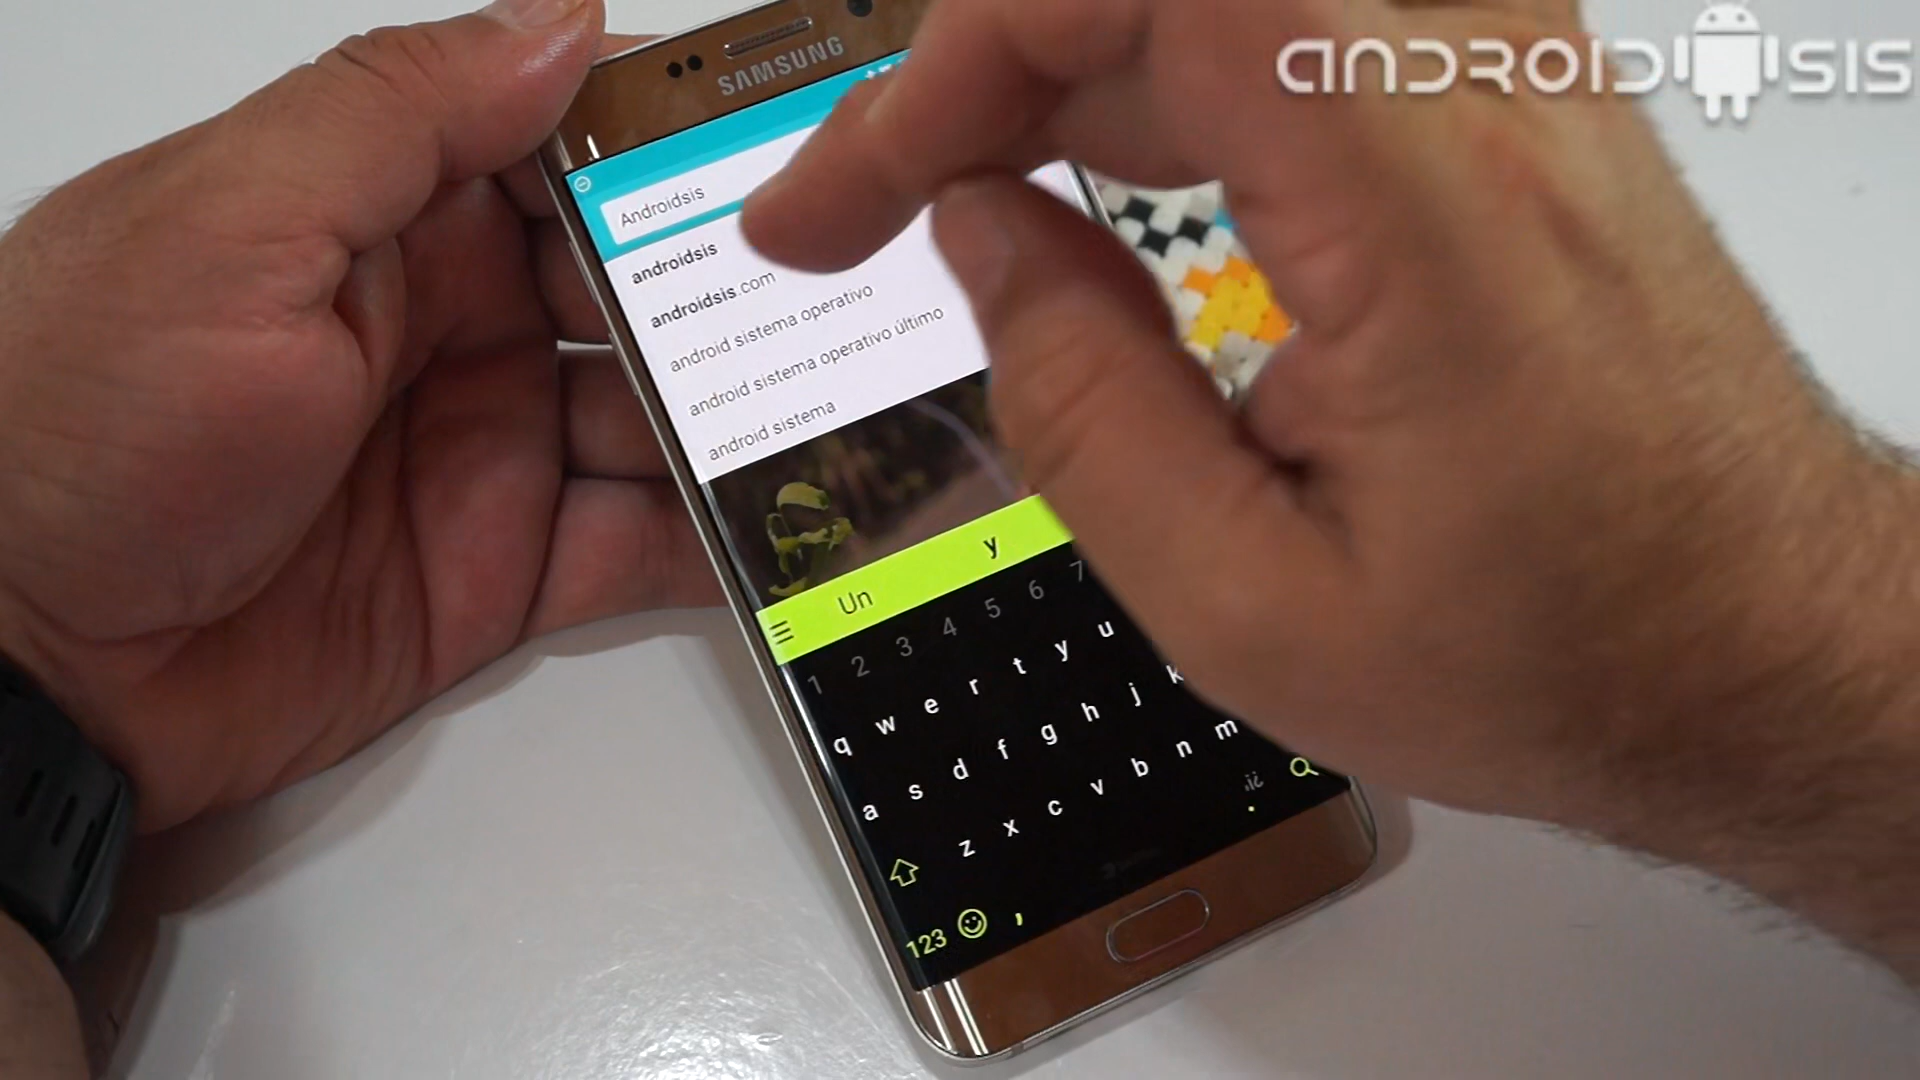 ANDROIDSIS
SAMSUNG
Androidsis
androidsis
androidsis.com
android sistema operativo
android sistema operativo último
android sistema
Un y
1 2 3 4 5 6 7
q w e r t y u
a s d f g h j k
z x c v b n m
123 , .